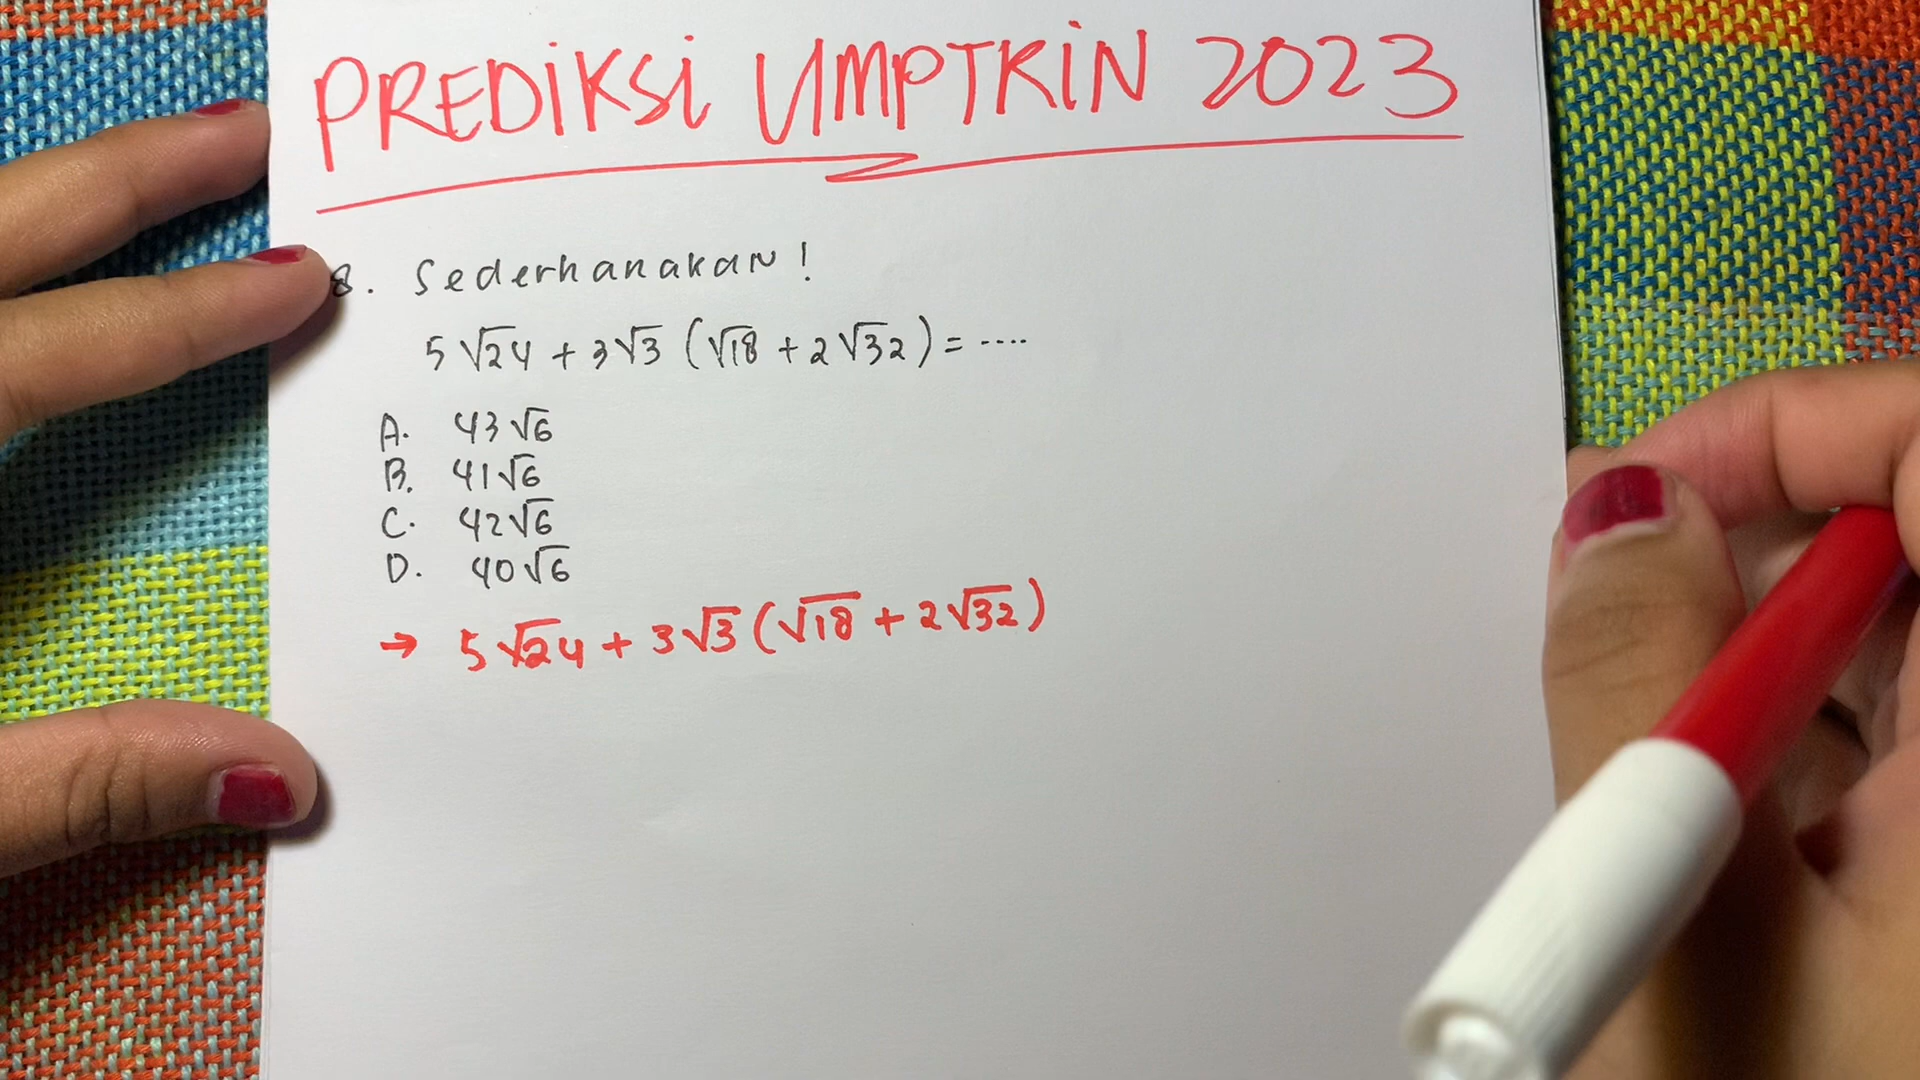 PREDIKSI UMPTKIN 2023
8. Sederhanakan!
5√24 + 3√3 (√18 + 2√32) = ....
A. 43√6
B. 41√6
C. 42√6
D. 40√6
→ 5√24 + 3√3 (√18 + 2√32)